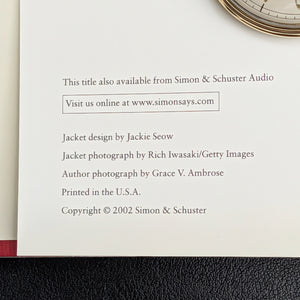 This title also available from Simon & Schuster Audio
Visit us online at www.simonsays.com
Jacket design by Jackie Seow
Jacket photograph by Rich Iwasaki/Getty Images
Author photograph by Grace V. Ambrose
Printed in the U.S.A.
Copyright © 2002 Simon & Schuster